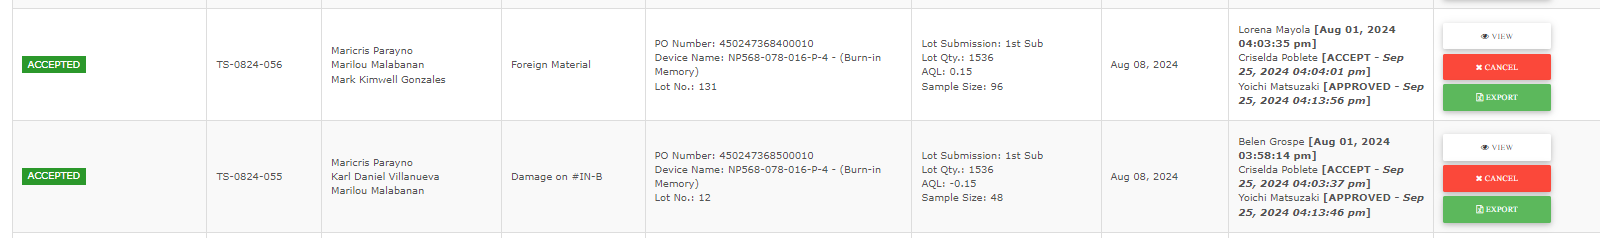 ACCEPTED
TS-0824-056
Maricris Parayno
Marilou Malabanan
Mark Kimwell Gonzales
Foreign Material
PO Number: 450247368400010
Device Name: NP568-078-016-P-4 - (Burn-in
Memory)
Lot No.: 131
Lot Submission: 1st Sub
Lot Qty.: 1536
AQL: 0.15
Sample Size: 96
Aug 08, 2024
Lorena Mayola [Aug 01, 2024
04:03:35 pm]
Criselda Poblete [ACCEPT - Sep
25, 2024 04:04:01 pm]
Yoichi Matsuzaki [APPROVED - Sep
25, 2024 04:13:56 pm]
VIEW
CANCEL
EXPORT
ACCEPTED
TS-0824-055
Maricris Parayno
Karl Daniel Villanueva
Marilou Malabanan
Damage on #IN-B
PO Number: 450247368500010
Device Name: NP568-078-016-P-4 - (Burn-in
Memory)
Lot No.: 12
Lot Submission: 1st Sub
Lot Qty.: 1536
AQL: -0.15
Sample Size: 48
Aug 08, 2024
Belen Grospe [Aug 01, 2024
03:58:14 pm]
Criselda Poblete [ACCEPT - Sep
25, 2024 04:03:37 pm]
Yoichi Matsuzaki [APPROVED - Sep
25, 2024 04:13:46 pm]
VIEW
CANCEL
EXPORT